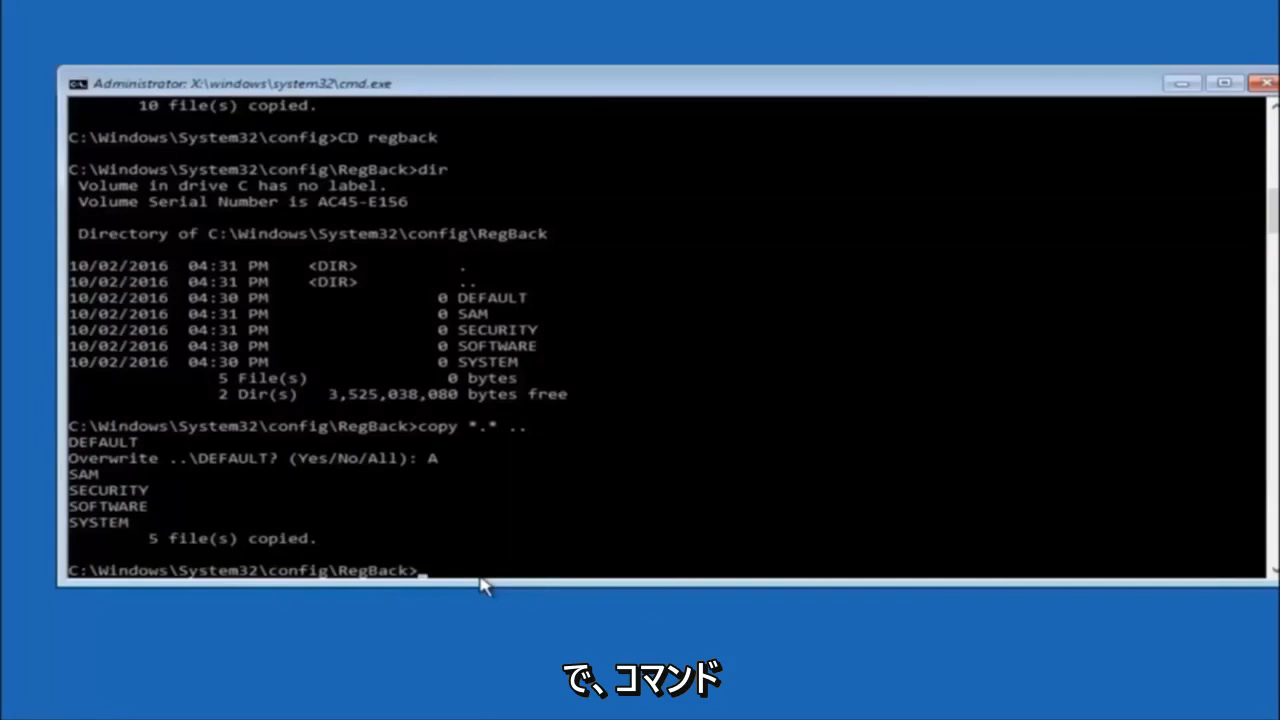 Administrator: X:\windows\system32\cmd.exe
10 file(s) copied.
C:\Windows\System32\config>CD regback
C:\Windows\System32\config\RegBack>dir
Volume in drive C has no label.
Volume Serial Number is AC45-E156
Directory of C:\Windows\System32\config\RegBack
10/02/2016 04:31 PM <DIR> .
10/02/2016 04:31 PM <DIR> ..
10/02/2016 04:30 PM 0 DEFAULT
10/02/2016 04:31 PM 0 SAM
10/02/2016 04:31 PM 0 SECURITY
10/02/2016 04:30 PM 0 SOFTWARE
10/02/2016 04:30 PM 0 SYSTEM
5 File(s) 0 bytes
2 Dir(s) 3,525,038,080 bytes free
C:\Windows\System32\config\RegBack>copy *.* ..
DEFAULT
Overwrite ..\DEFAULT? (Yes/No/All): A
SAM
SECURITY
SOFTWARE
SYSTEM
5 file(s) copied.
C:\Windows\System32\config\RegBack>_
で、コマンド